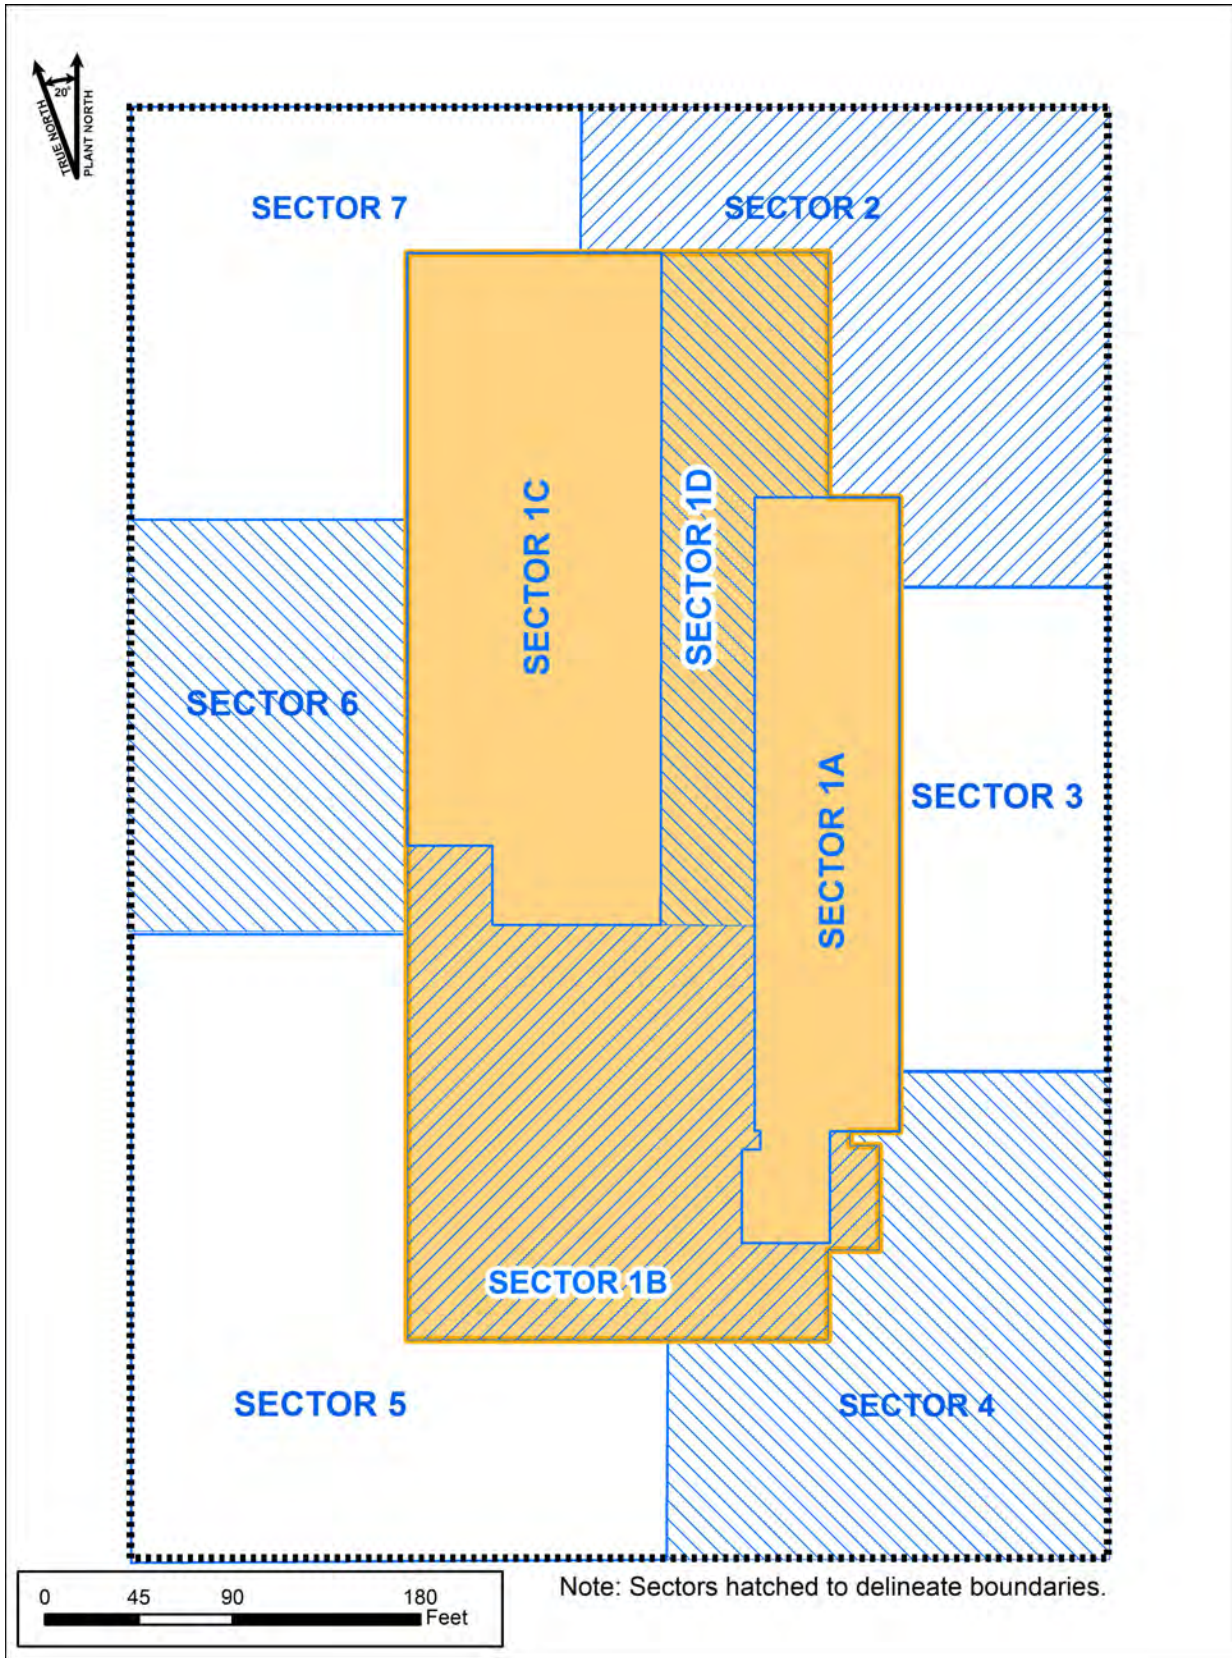 20°
TRUE NORTH
PLANT NORTH
SECTOR 7
SECTOR 2
SECTOR 1C
SECTOR 1D
SECTOR 6
SECTOR 1A
SECTOR 3
SECTOR 1B
SECTOR 5
SECTOR 4
0 45 90 180
Feet
Note: Sectors hatched to delineate boundaries.